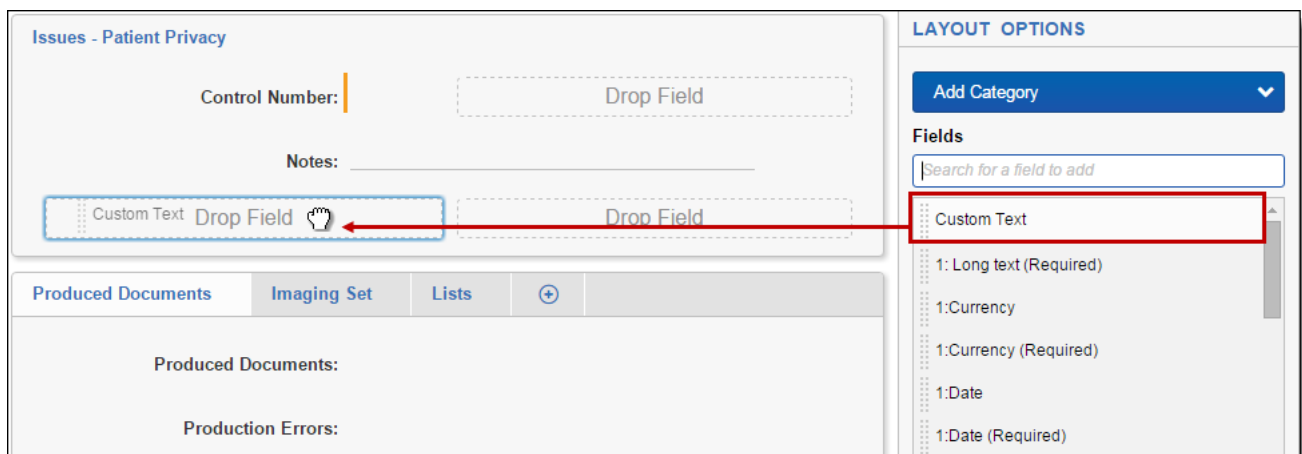 Issues - Patient Privacy
Control Number:
Drop Field
Notes:
Custom Text Drop Field
Drop Field
Produced Documents
Imaging Set
Lists
Produced Documents:
Production Errors:
LAYOUT OPTIONS
Add Category
Fields
Search for a field to add
Custom Text
1: Long text (Required)
1:Currency
1:Currency (Required)
1:Date
1:Date (Required)